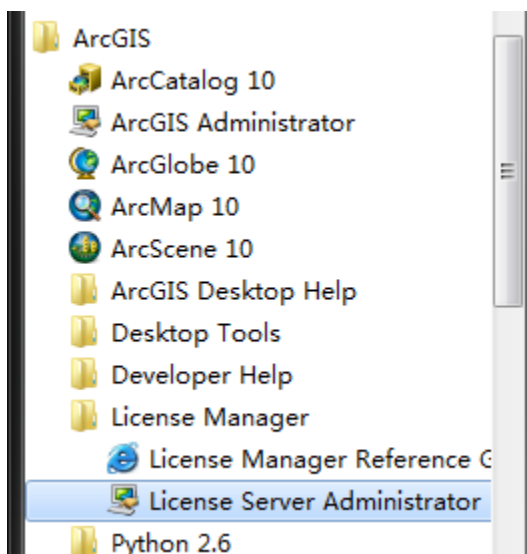 ArcGIS
ArcCatalog 10
ArcGIS Administrator
ArcGlobe 10
ArcMap 10
ArcScene 10
ArcGIS Desktop Help
Desktop Tools
Developer Help
License Manager
License Manager Reference G
License Server Administrator
Python 2.6